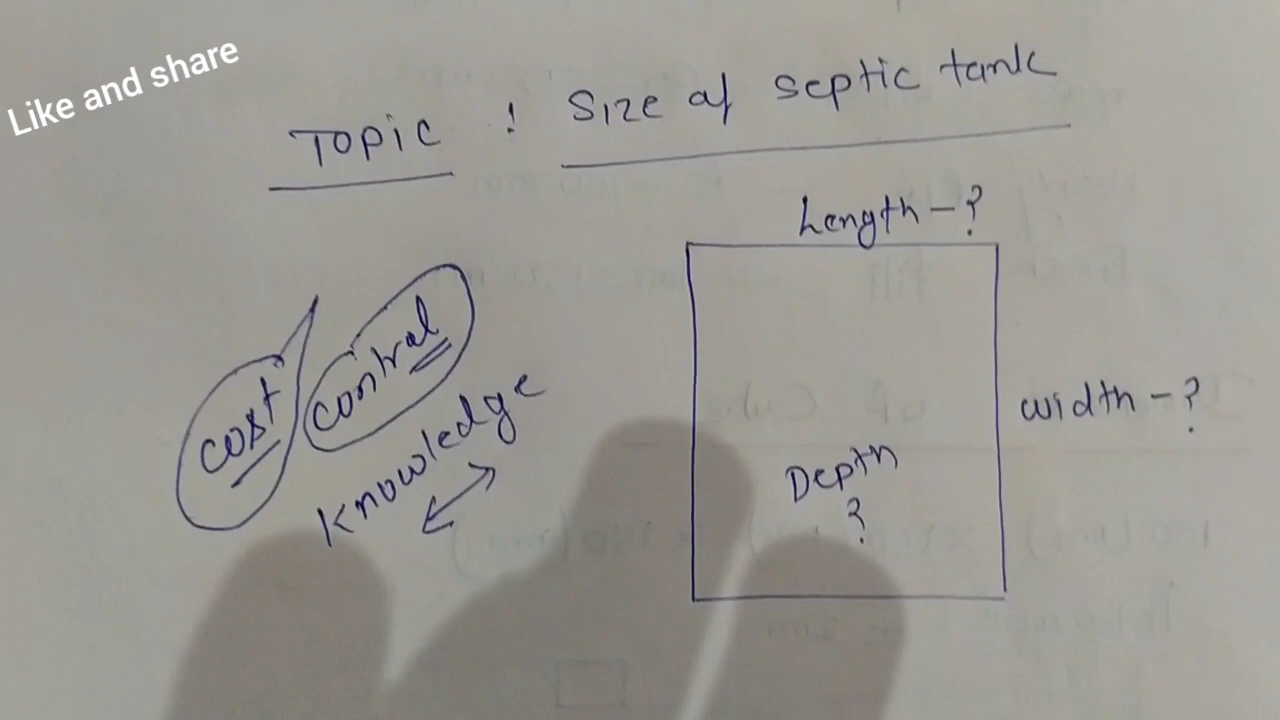 Like and share
Topic : Size of septic tank
Length - ?
Cost control
Knowledge
width - ?
Depth
?